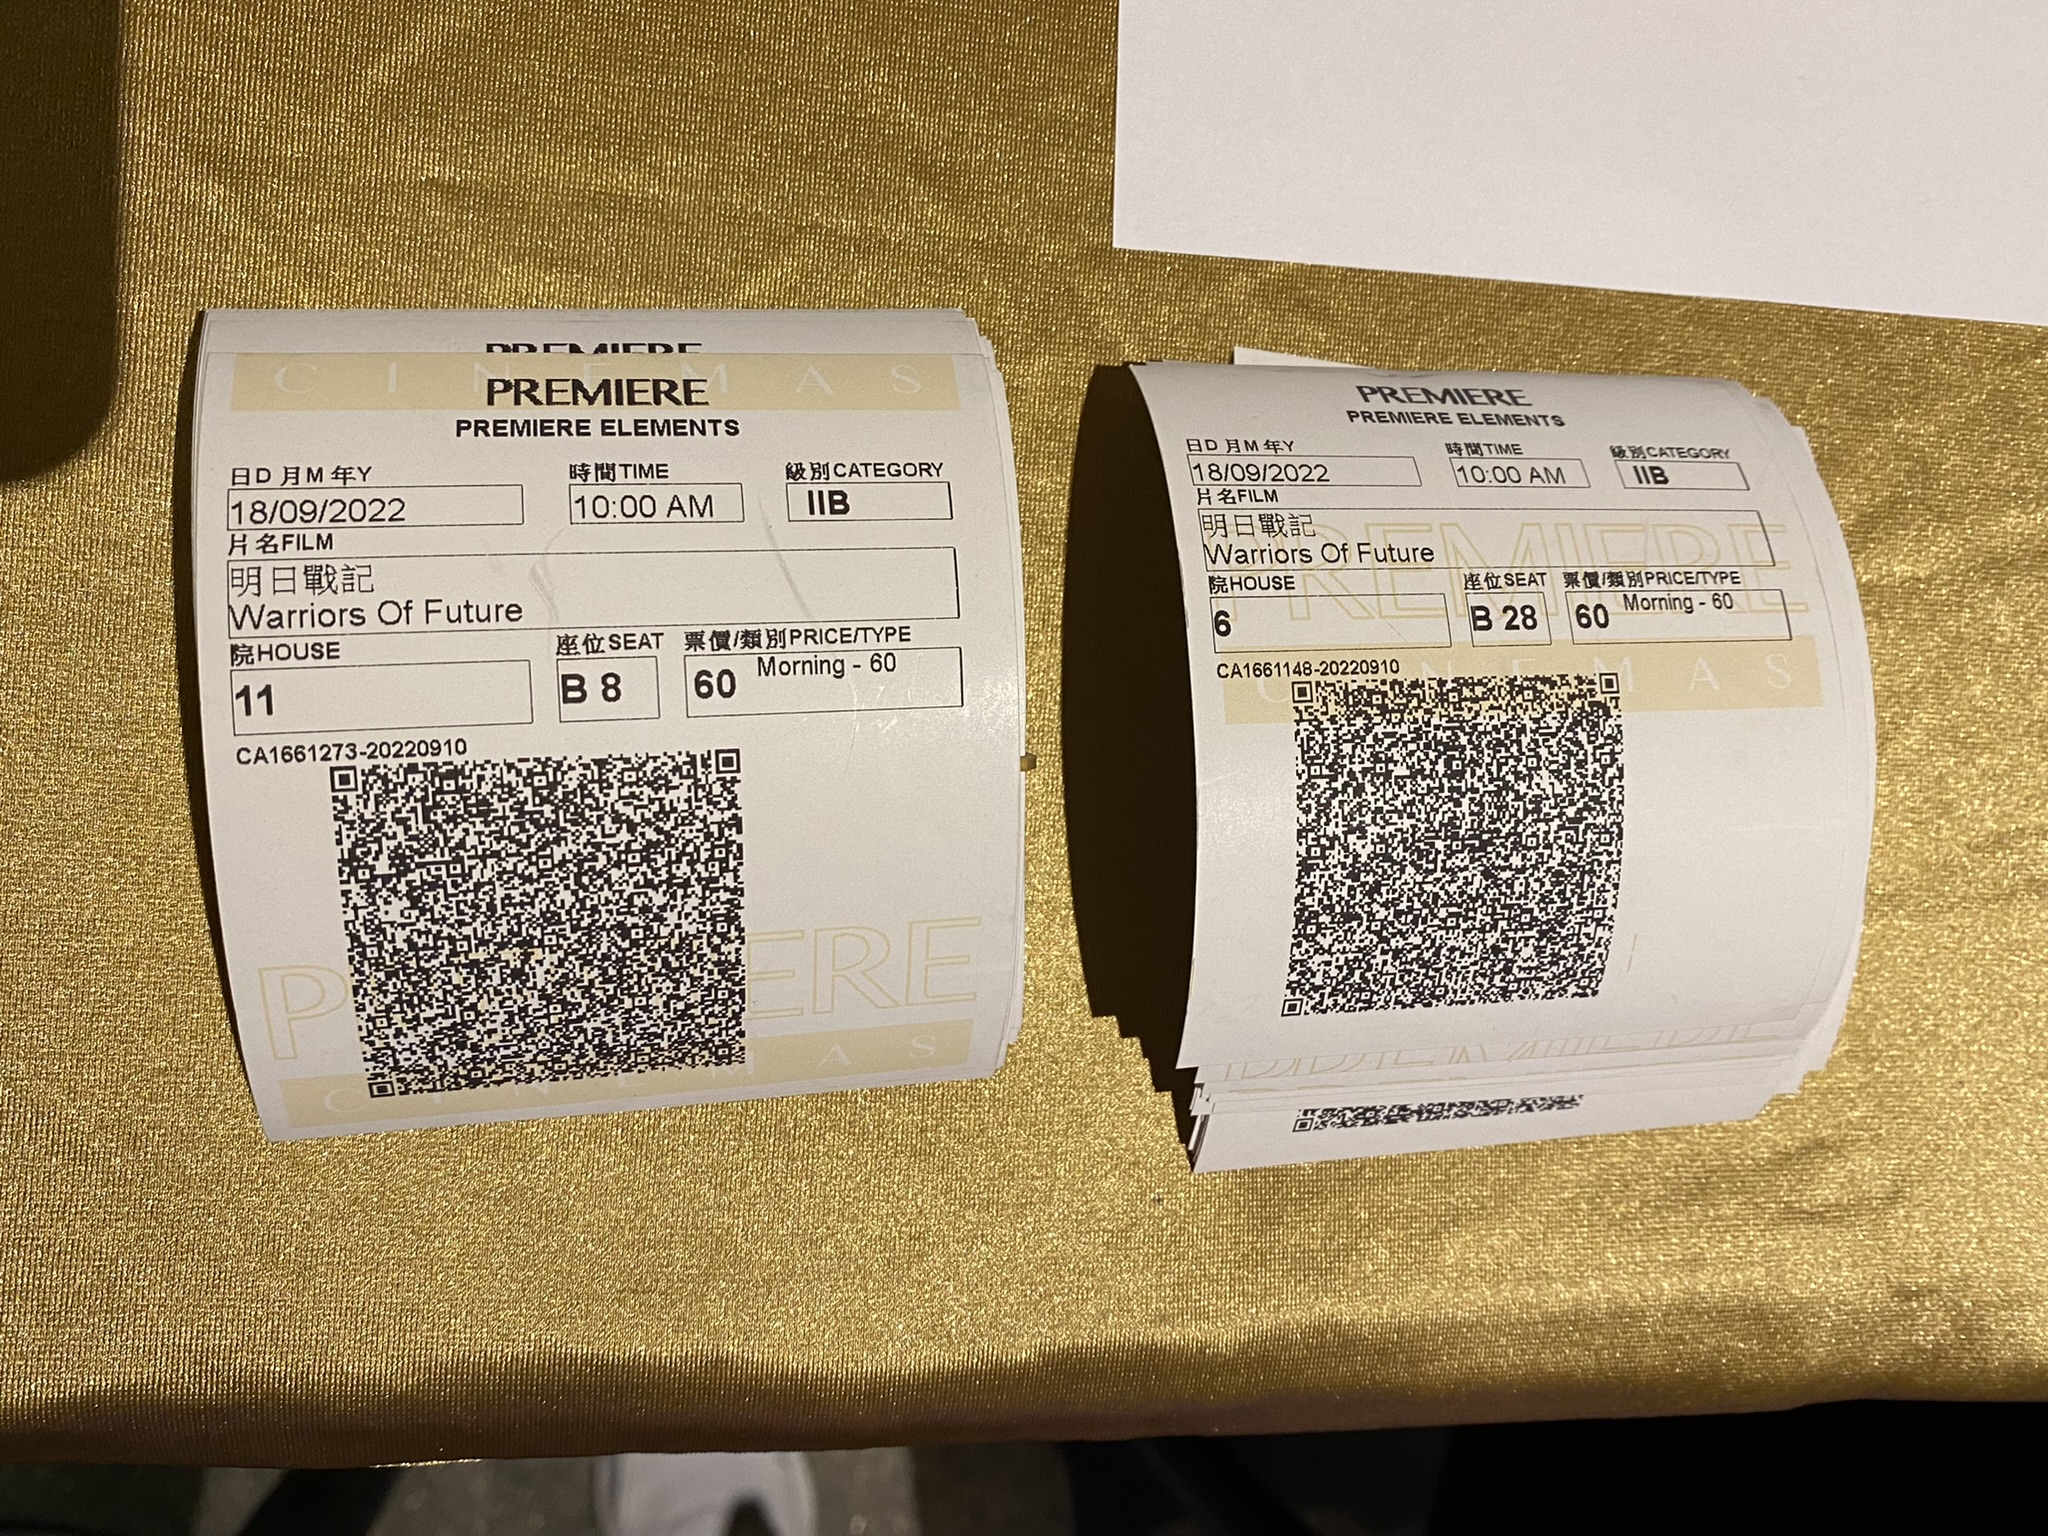 PREMIERE
CINEMAS
PREMIERE
PREMIERE ELEMENTS
日D 月M 年Y 時間TIME 級別CATEGORY
18/09/2022 10:00 AM IIB
片名FILM
明日戰記
Warriors Of Future
院HOUSE 座位SEAT 票價/類別PRICE/TYPE
11 B 8 60 Morning - 60
CA1661273-20220910
PREMIERE
CINEMAS
PREMIERE
PREMIERE ELEMENTS
日D 月M 年Y 時間TIME 級別CATEGORY
18/09/2022 10:00 AM IIB
片名FILM
明日戰記
Warriors Of Future
PREMIERE
院HOUSE 座位SEAT 票價/類別PRICE/TYPE
6 B 28 60 Morning - 60
CA1661148-20220910
CINEMAS
PREMIERE